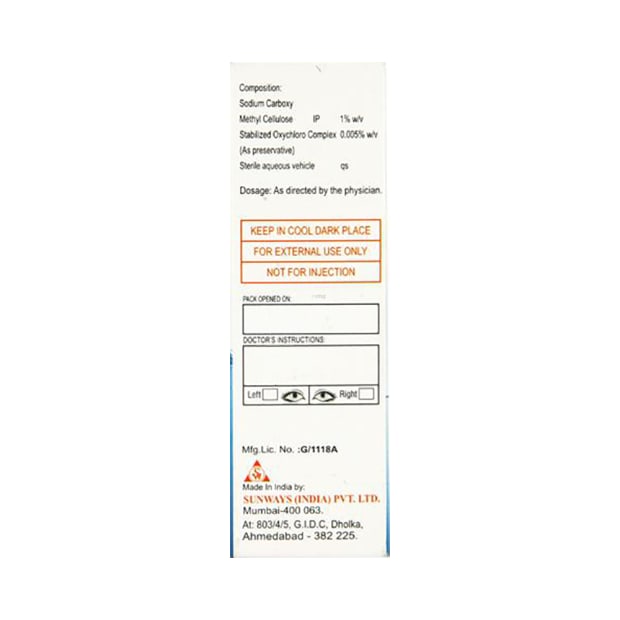 Composition:
Sodium Carboxy
Methyl Cellulose IP 1% w/v
Stabilized Oxychloro Complex 0.005% w/v
(As preservative)
Sterile aqueous vehicle qs
Dosage: As directed by the physician.
KEEP IN COOL DARK PLACE
FOR EXTERNAL USE ONLY
NOT FOR INJECTION
PACK OPENED ON:
DOCTOR'S INSTRUCTIONS:
Left Right
Mfg.Lic. No. :G/1118A
Made In India by:
SUNWAYS (INDIA) PVT. LTD.
Mumbai-400 063.
At: 803/4/5, G.I.D.C, Dholka,
Ahmedabad - 382 225.